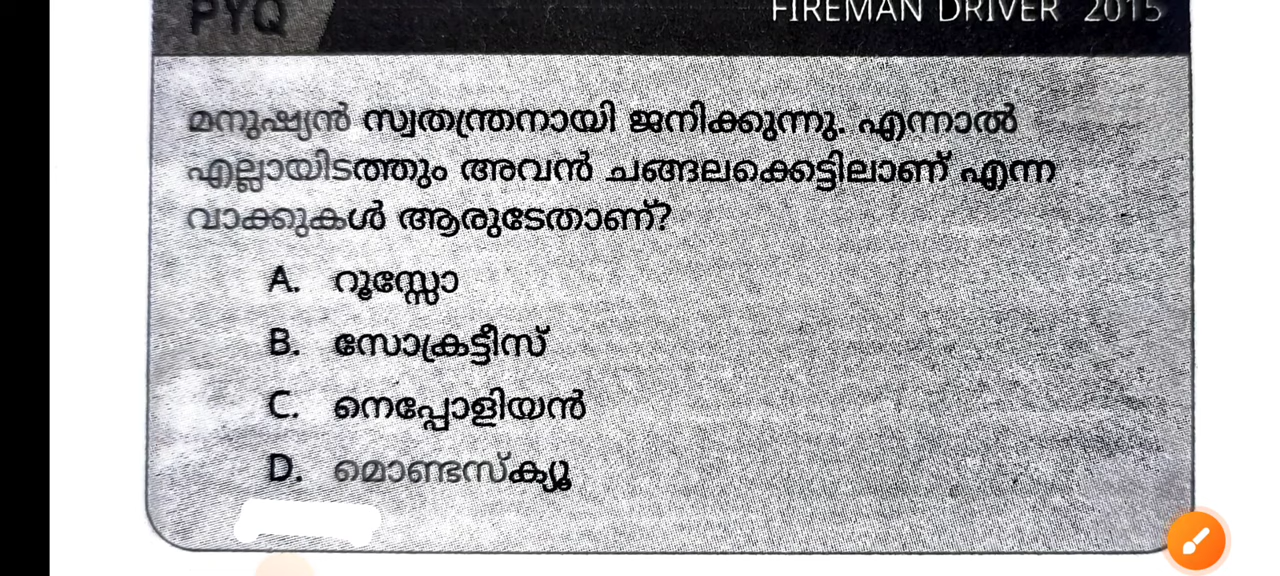 PYQ
FIREMAN DRIVER 2015
മനുഷ്യൻ സ്വതന്ത്രനായി ജനിക്കുന്നു. എന്നാൽ
എല്ലായിടത്തും അവൻ ചങ്ങലക്കെട്ടിലാണ് എന്ന
വാക്കുകൾ ആരുടേതാണ്?
A. റൂസ്സോ
B. സോക്രട്ടീസ്
C. നെപ്പോളിയൻ
D. മൊണ്ടസ്ക്യൂ